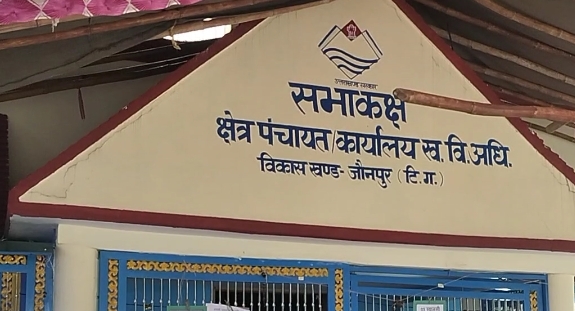 उत्तराखण्ड सरकार
सभाकक्ष
क्षेत्र पंचायत/कार्यालय ख. वि. अधि.
विकास खण्ड- जौनपुर (टि.ग.)